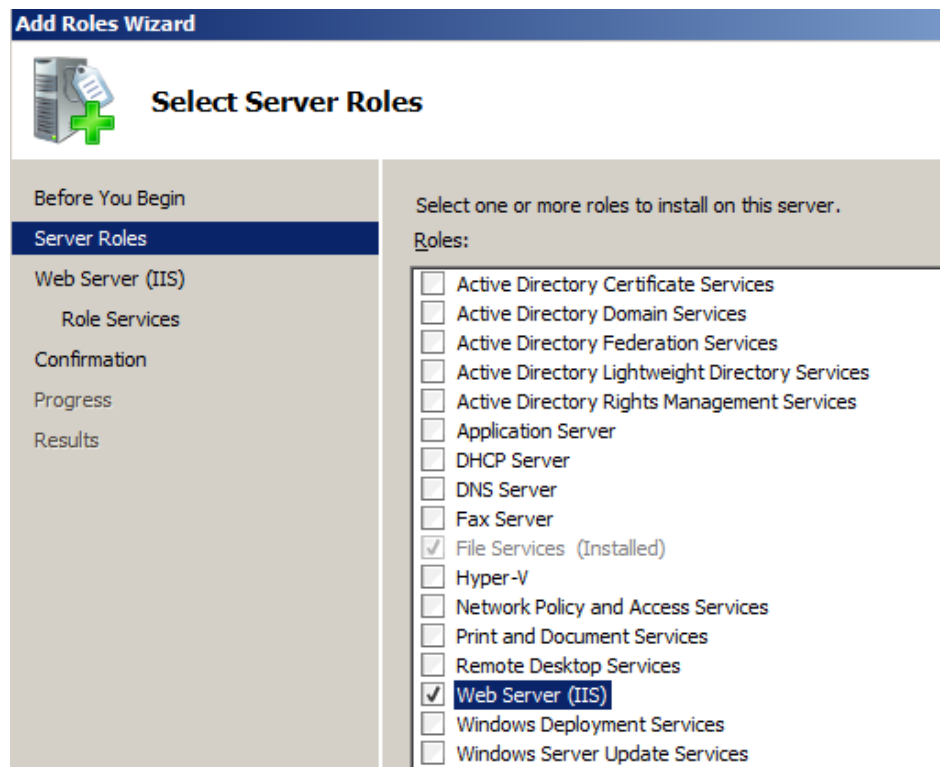 Add Roles Wizard
Select Server Roles
Before You Begin
Server Roles
Web Server (IIS)
Role Services
Confirmation
Progress
Results
Select one or more roles to install on this server.
Roles:
Active Directory Certificate Services
Active Directory Domain Services
Active Directory Federation Services
Active Directory Lightweight Directory Services
Active Directory Rights Management Services
Application Server
DHCP Server
DNS Server
Fax Server
File Services (Installed)
Hyper-V
Network Policy and Access Services
Print and Document Services
Remote Desktop Services
Web Server (IIS)
Windows Deployment Services
Windows Server Update Services